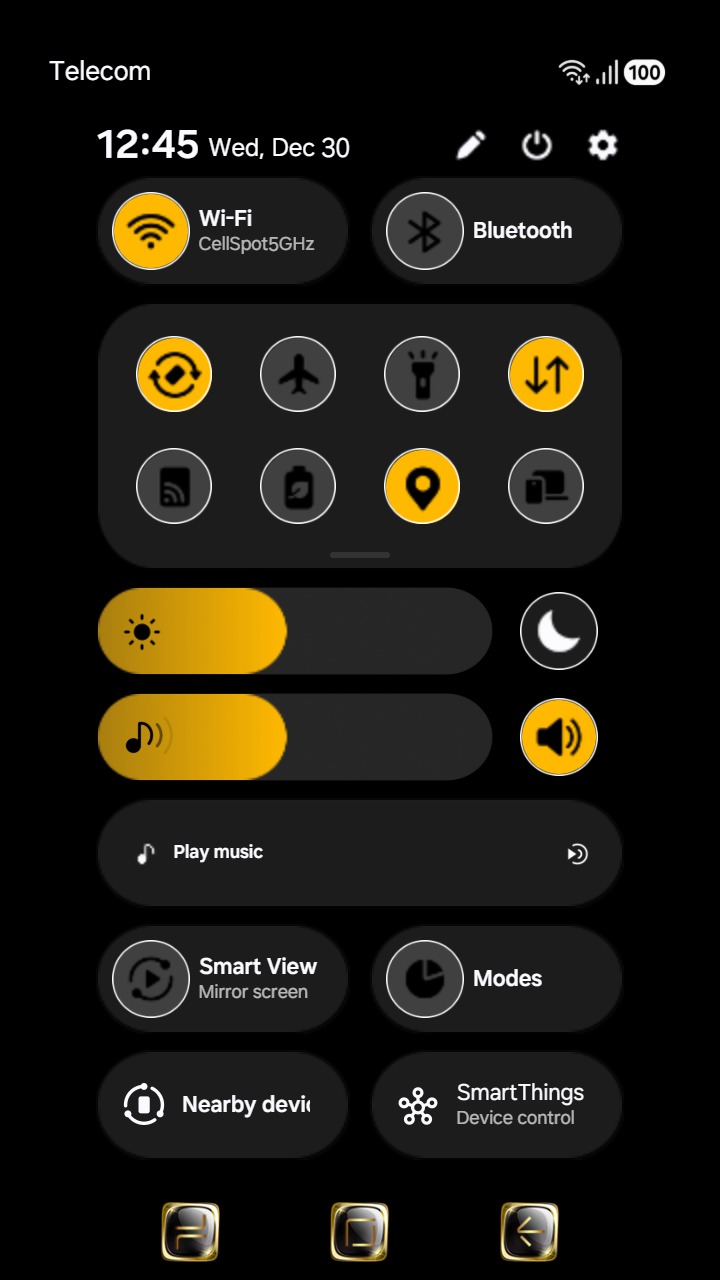 Telecom
100
12:45 Wed, Dec 30
Wi-Fi
CellSpot5GHz
Bluetooth
Play music
Smart View
Mirror screen
Modes
Nearby devi
SmartThings
Device control